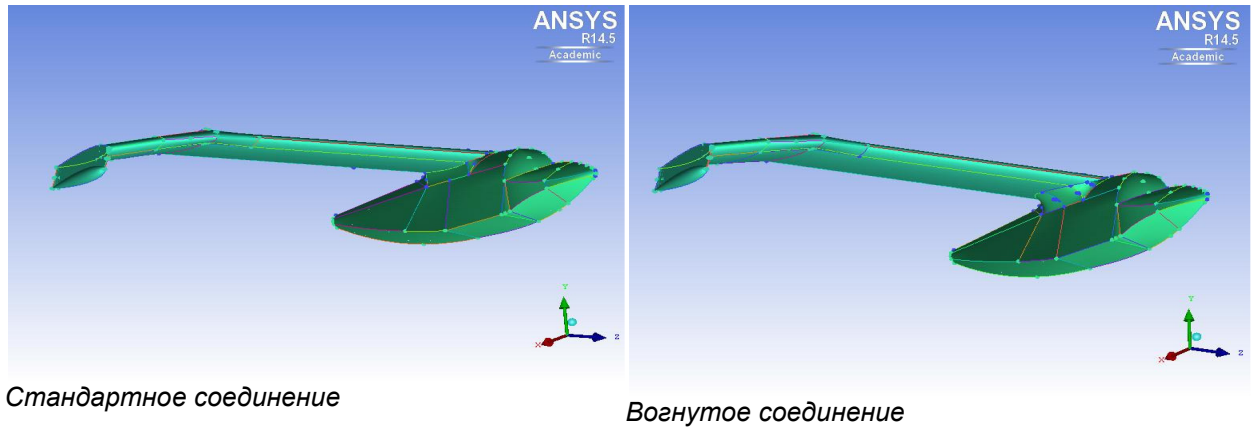 ANSYS
R14.5
Academic
Y
X
Z
Стандартное соединение
ANSYS
R14.5
Academic
Y
X
Z
Вогнутое соединение